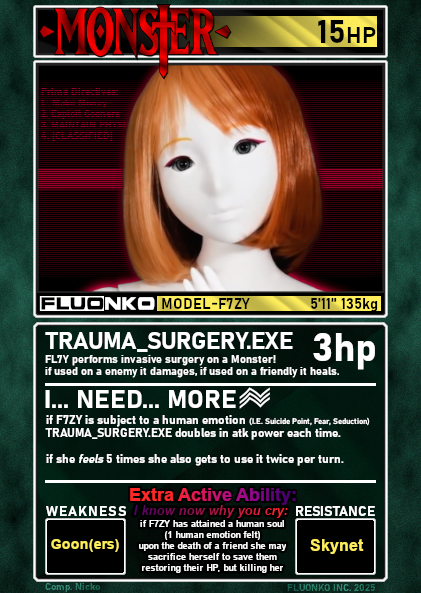 MONSTER
15HP
Prime Directives:
1. Make Money
2. Exploit Gooners
4. [CLASSIFIED]
FLUONKO MODEL-F7ZY 5'11" 135kg
TRAUMA_SURGERY.EXE
3hp
FL7Y performs invasive surgery on a Monster!
if used on a enemy it damages, if used on a friendly it heals.
I... NEED... MORE
if F7ZY is subject to a human emotion (I.E. Suicide Point, Fear, Seduction)
TRAUMA_SURGERY.EXE doubles in atk power each time.
if she feels 5 times she also gets to use it twice per turn.
Extra Active Ability:
I know now why you cry:
if F7ZY has attained a human soul
(1 human emotion felt)
upon the death of a friend she may
sacrifice herself to save them
restoring their HP, but killing her
WEAKNESS
Goon(ers)
RESISTANCE
Skynet
Comp. Nicko
FLUONKO INC. 2025